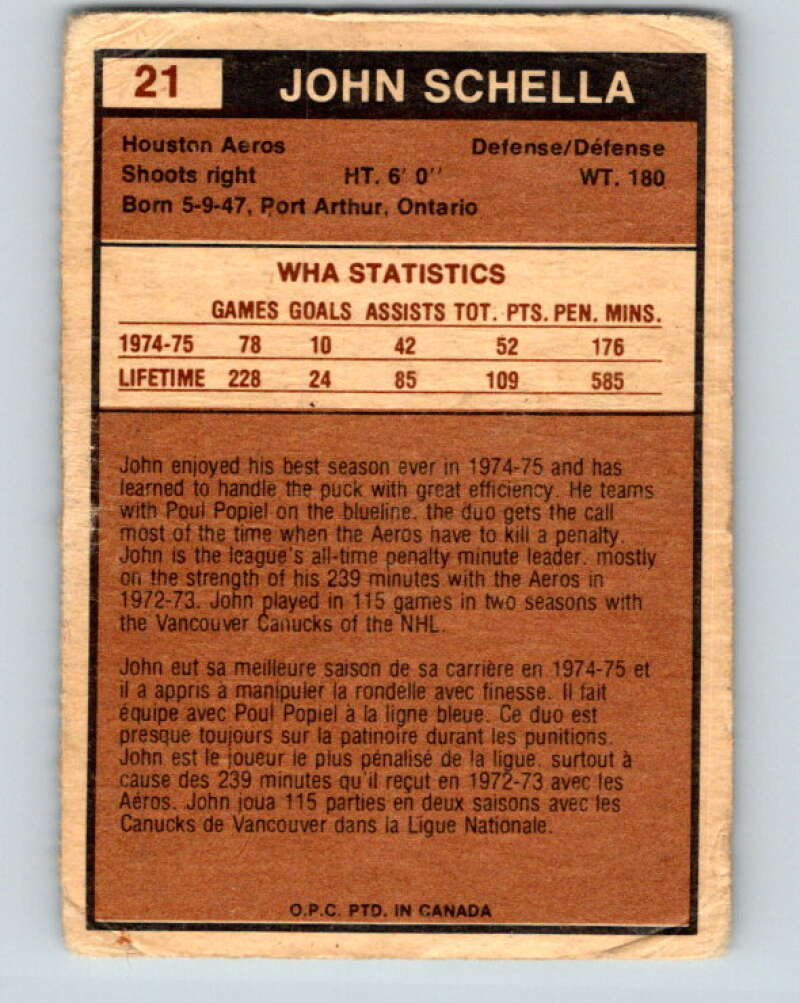 21 JOHN SCHELLA
Houston Aeros Defense/Défense
Shoots right HT. 6' 0'' WT. 180
Born 5-9-47, Port Arthur, Ontario
WHA STATISTICS
GAMES GOALS ASSISTS TOT. PTS. PEN. MINS.
1974-75 78 10 42 52 176
LIFETIME 228 24 85 109 585
John enjoyed his best season ever in 1974-75 and has
learned to handle the puck with great efficiency. He teams
with Poul Popiel on the blueline. the duo gets the call
most of the time when the Aeros have to kill a penalty.
John is the league's all-time penalty minute leader. mostly
on the strength of his 239 minutes with the Aeros in
1972-73. John played in 115 games in two seasons with
the Vancouver Canucks of the NHL.
John eut sa meilleure saison de sa carrière en 1974-75 et
il a appris à manipuler la rondelle avec finesse. Il fait
équipe avec Poul Popiel à la ligne bleue. Ce duo est
presque toujours sur la patinoire durant les punitions.
John est le joueur le plus pénalisé de la ligue. surtout à
cause des 239 minutes qu'il reçut en 1972-73 avec les
Aéros. John joua 115 parties en deux saisons avec les
Canucks de Vancouver dans la Ligue Nationale.
O.P.C. PTD. IN CANADA